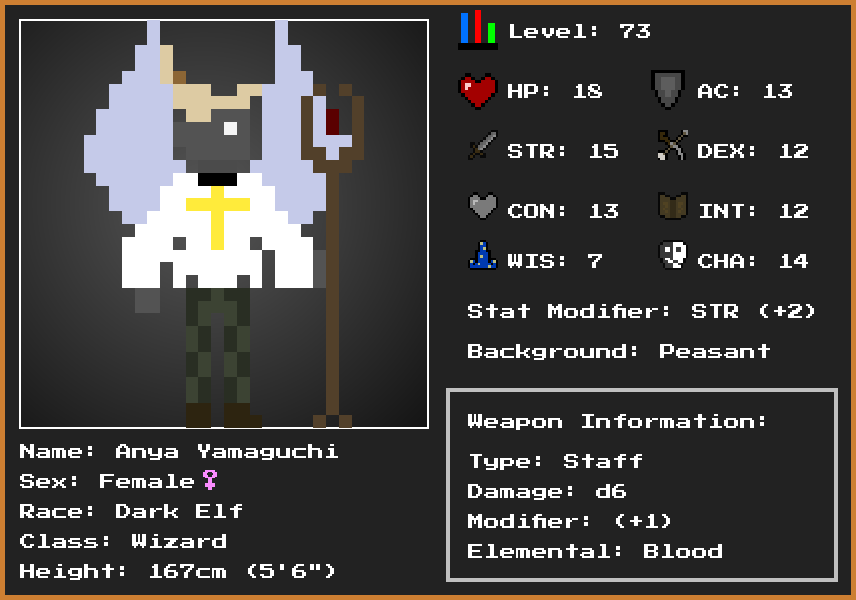 Level: 73
HP: 18
AC: 13
STR: 15
DEX: 12
CON: 13
INT: 12
WIS: 7
CHA: 14
Stat Modifier: STR (+2)
Background: Peasant
Weapon Information:
Type: Staff
Damage: d6
Modifier: (+1)
Elemental: Blood
Name: Anya Yamaguchi
Sex: Female♀
Race: Dark Elf
Class: Wizard
Height: 167cm (5'6")